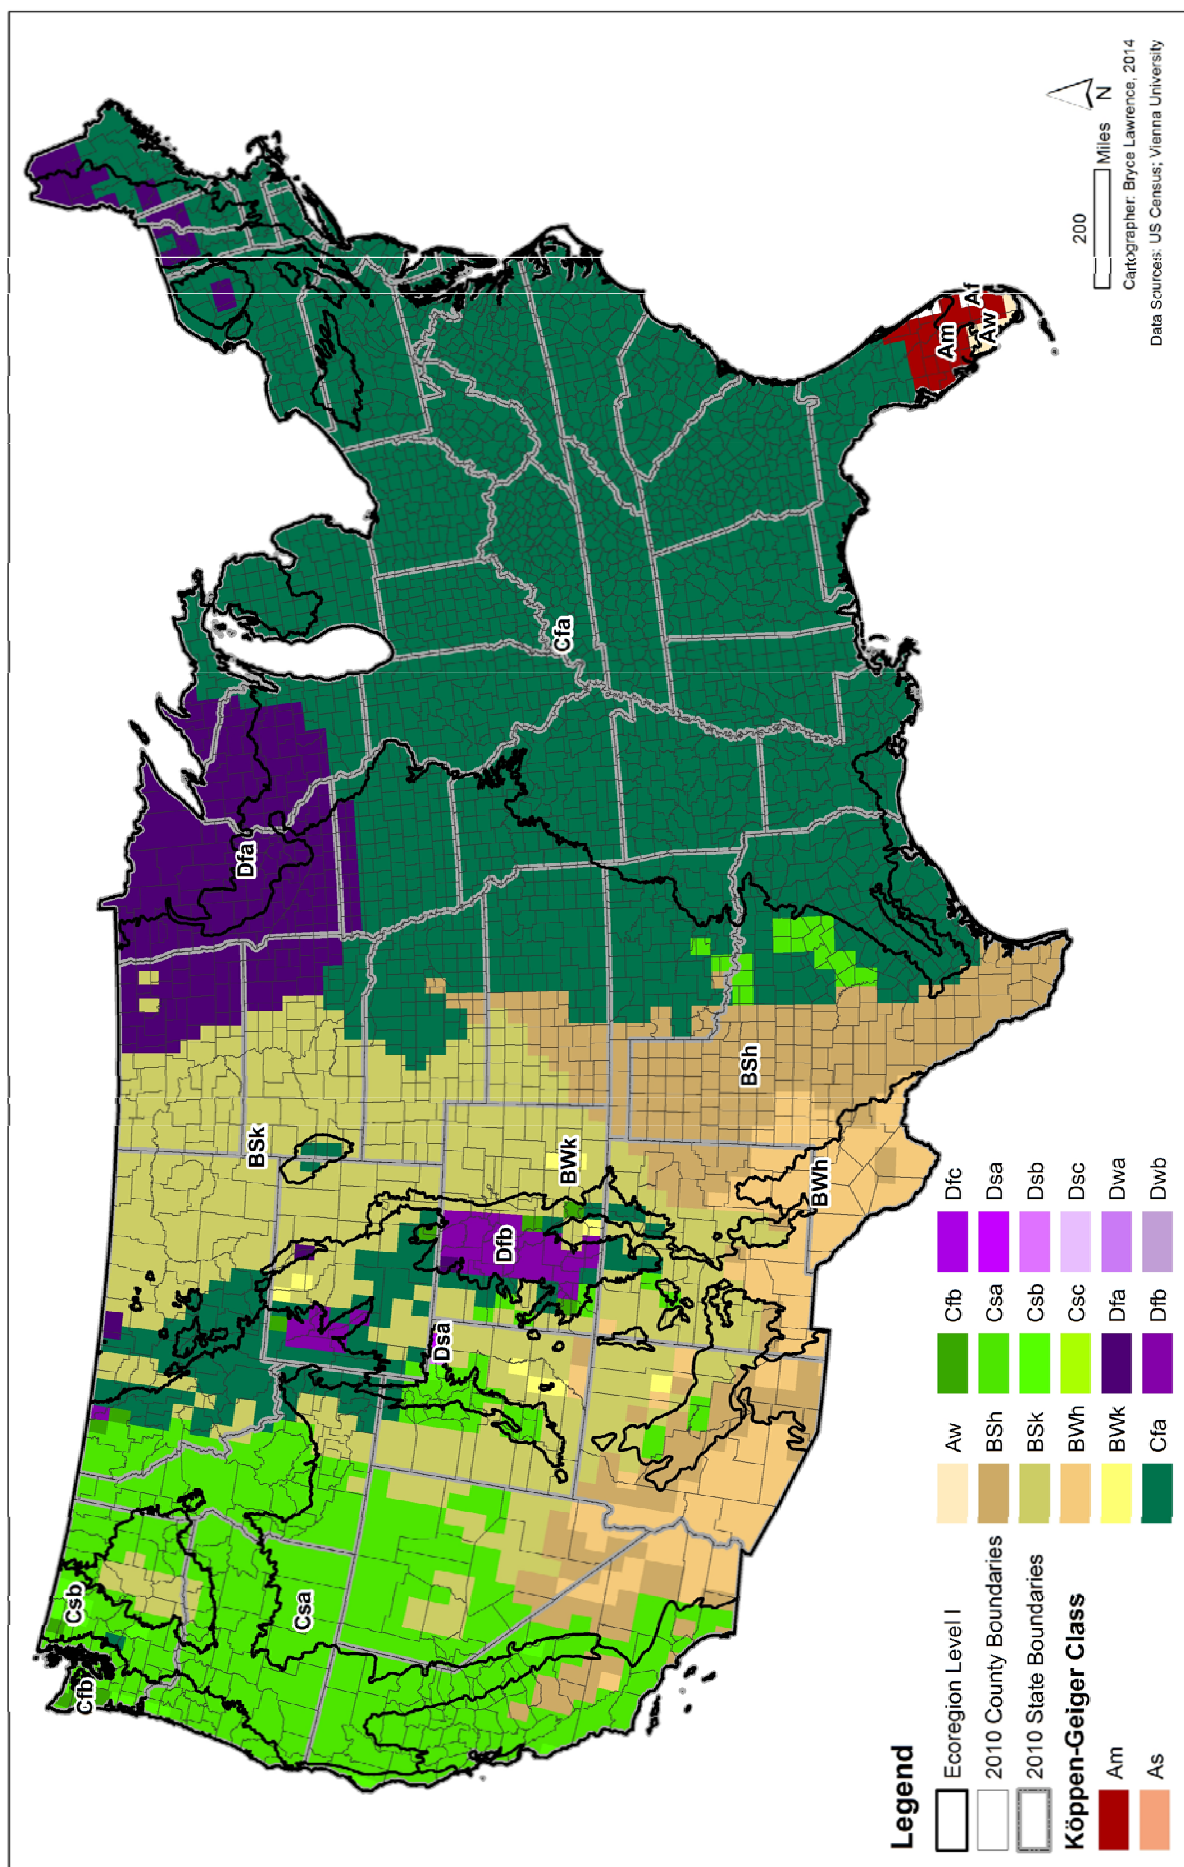 Cfb
Csb
Csa
Dsa
BSk
Dfb
BWk
BWh
BSh
Dfa
Cfa
Am
Aw
Af
Legend
Ecoregion Level I
2010 County Boundaries
2010 State Boundaries
Köppen-Geiger Class
Am
As
Aw
BSh
BSk
BWh
BWk
Cfa
Cfb
Csa
Csb
Csc
Dfa
Dfb
Dfc
Dsa
Dsb
Dsc
Dwa
Dwb
200
Miles
N
Cartographer: Bryce Lawrence, 2014
Data Sources: US Census; Vienna University